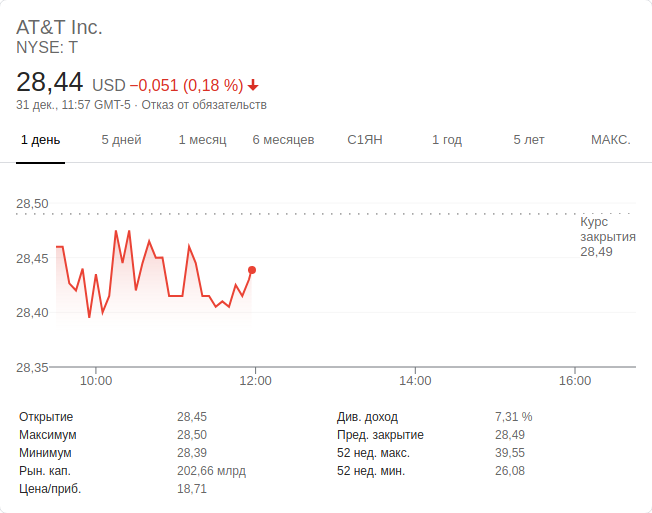 AT&T Inc.
NYSE: T
28,44 USD −0,051 (0,18 %)
31 дек., 11:57 GMT-5 · Отказ от обязательств
1 день 5 дней 1 месяц 6 месяцев С1ЯН 1 год 5 лет МАКС.
28,50
Курс
закрытия
28,49
28,45
28,40
28,35
10:00 12:00 14:00 16:00
Открытие 28,45 Див. доход 7,31 %
Максимум 28,50 Пред. закрытие 28,49
Минимум 28,39 52 нед. макс. 39,55
Рын. кап. 202,66 млрд 52 нед. мин. 26,08
Цена/приб. 18,71